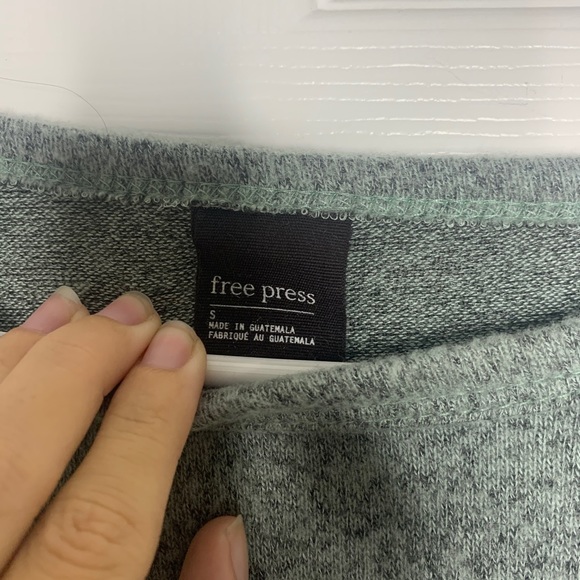 free press
S
MADE IN GUATEMALA
FABRIQUÉ AU GUATEMALA